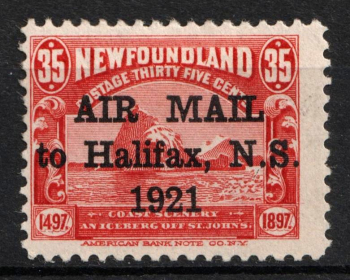 35 NEWFOUNDLAND 35
POSTAGE THIRTY FIVE CENTS
AIR MAIL
to Halifax, N.S.
1921
1497. COAST SCENERY 1897.
AN ICEBERG OFF ST. JOHNS.
AMERICAN BANK NOTE CO. N.Y.